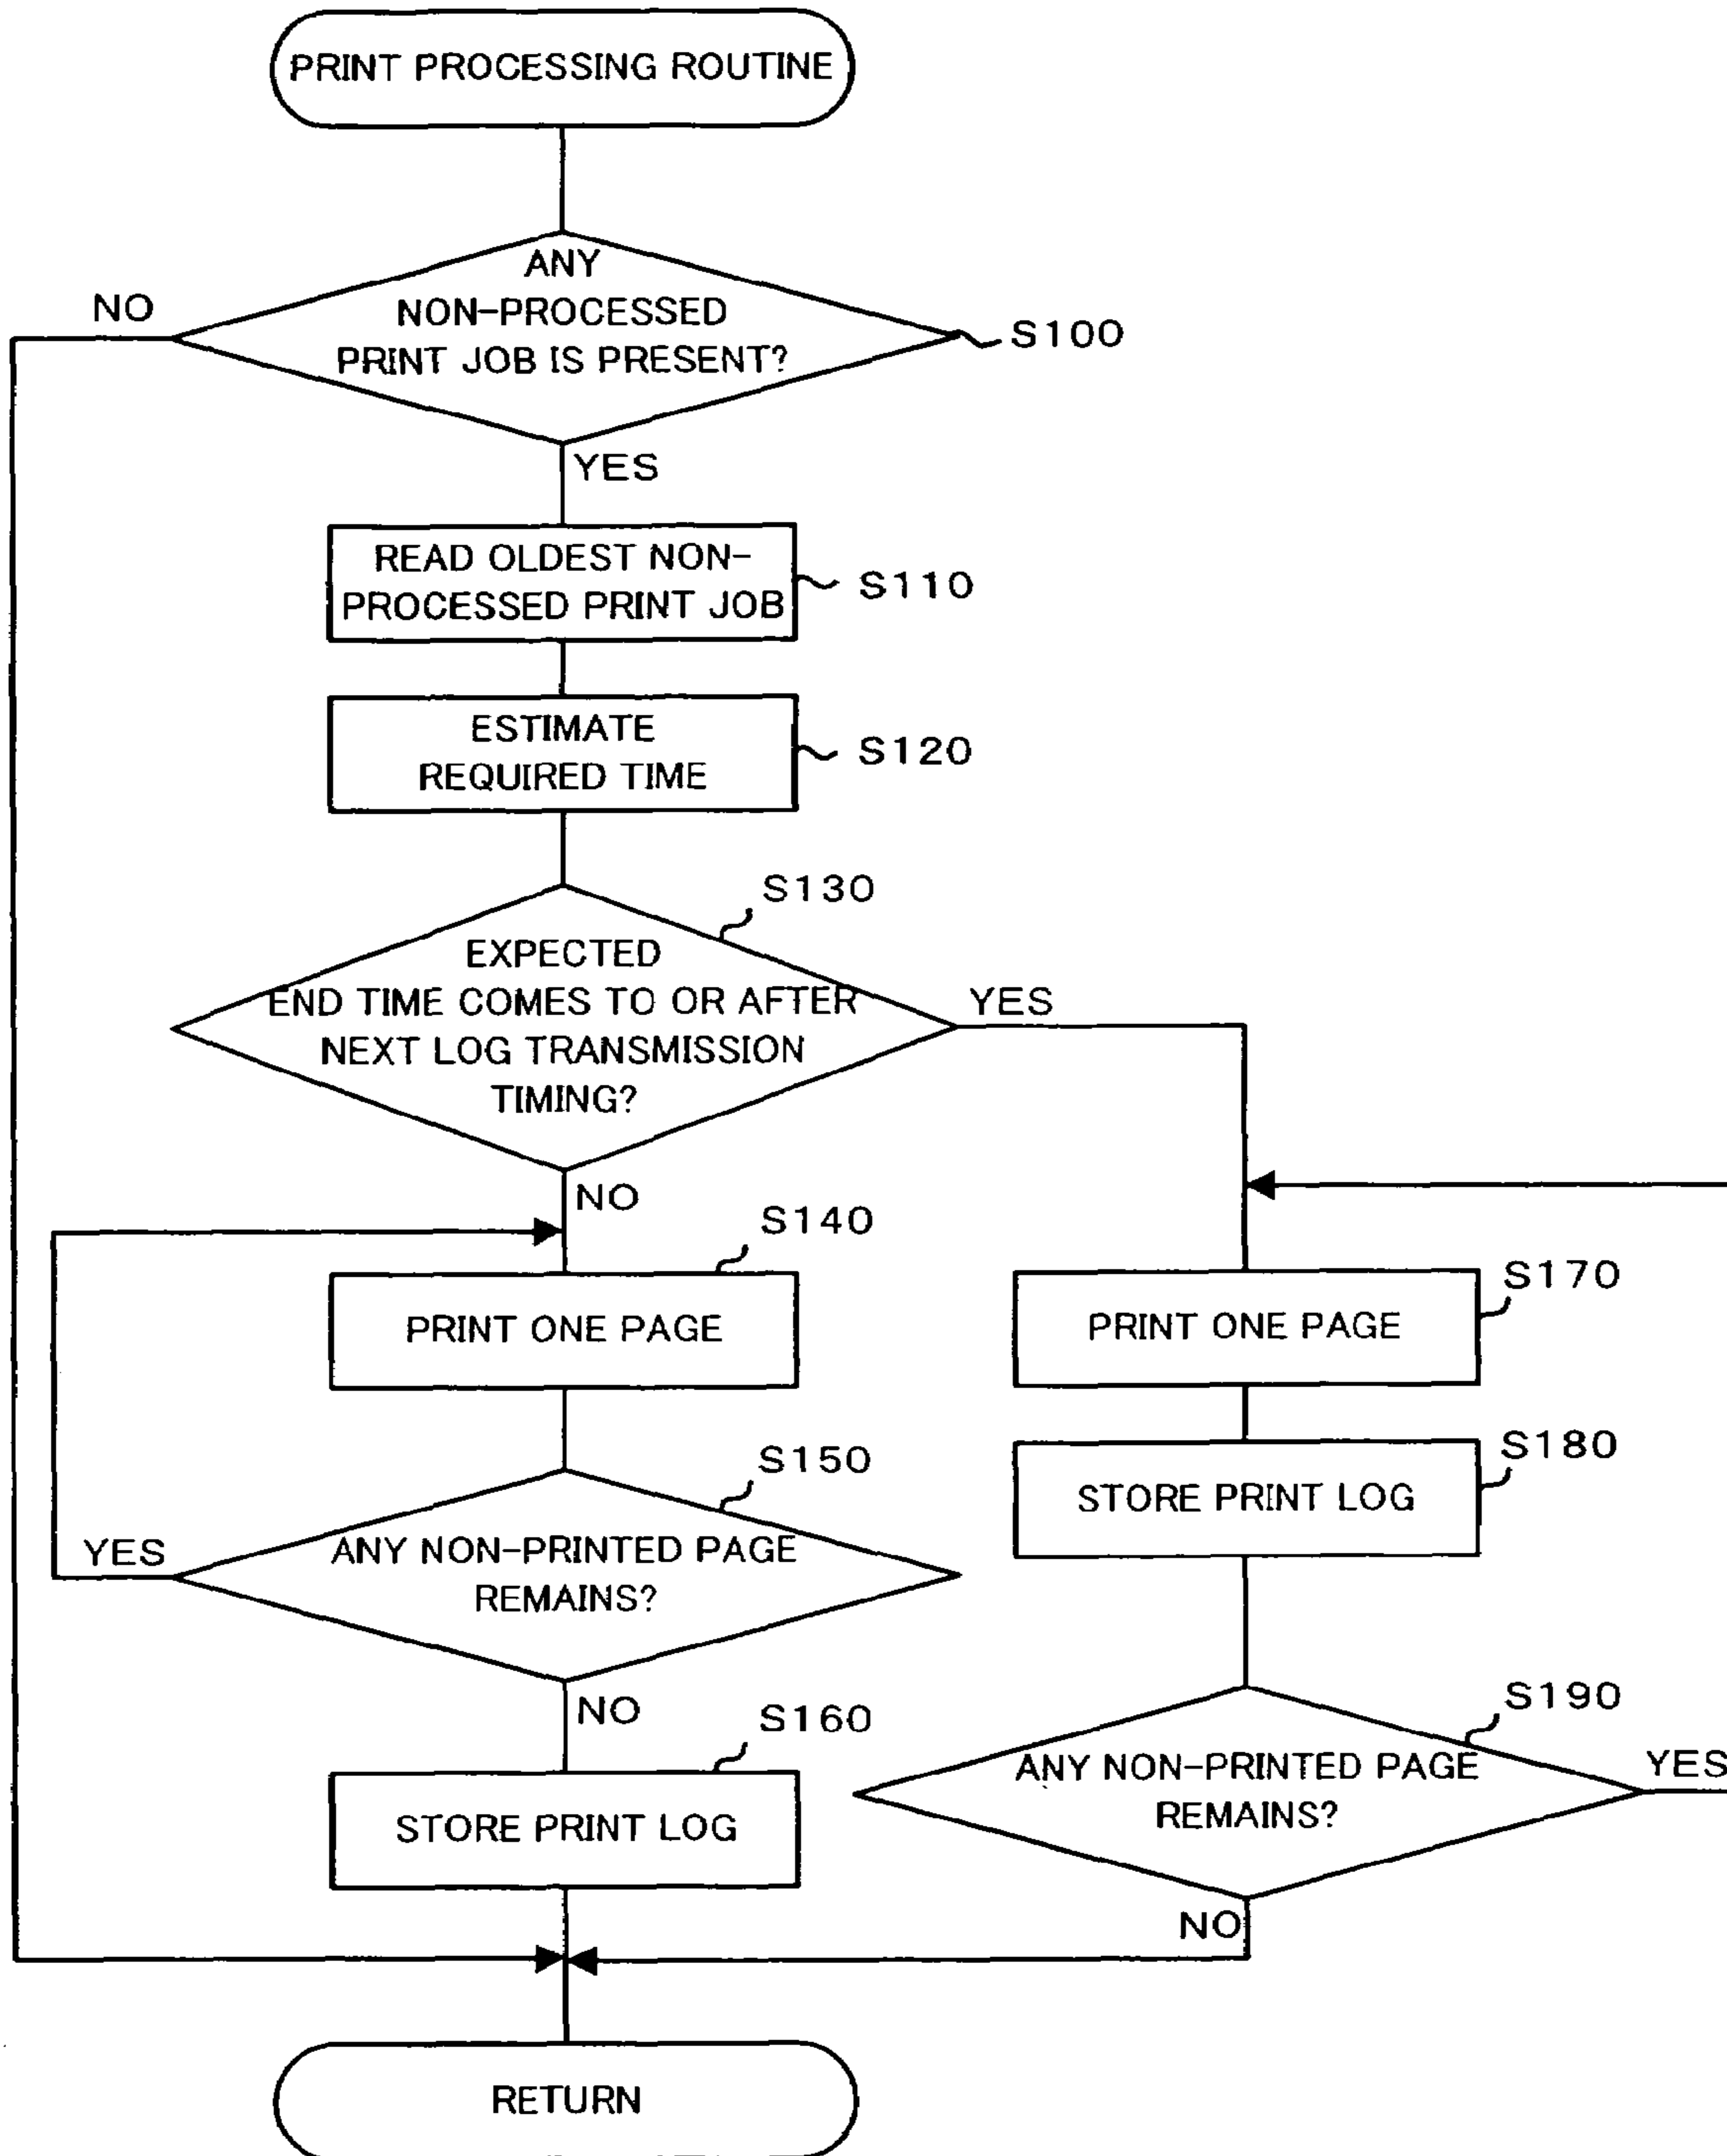 PRINT PROCESSING ROUTINE
ANY
NON-PROCESSED
PRINT JOB IS PRESENT?
NO
S100
YES
READ OLDEST NON-
PROCESSED PRINT JOB
S110
ESTIMATE
REQUIRED TIME
S120
S130
EXPECTED
END TIME COMES TO OR AFTER
NEXT LOG TRANSMISSION
TIMING?
YES
NO
S140
PRINT ONE PAGE
S150
ANY NON-PRINTED PAGE
REMAINS?
YES
NO
S160
STORE PRINT LOG
S170
PRINT ONE PAGE
S180
STORE PRINT LOG
S190
ANY NON-PRINTED PAGE
REMAINS?
YES
NO
RETURN